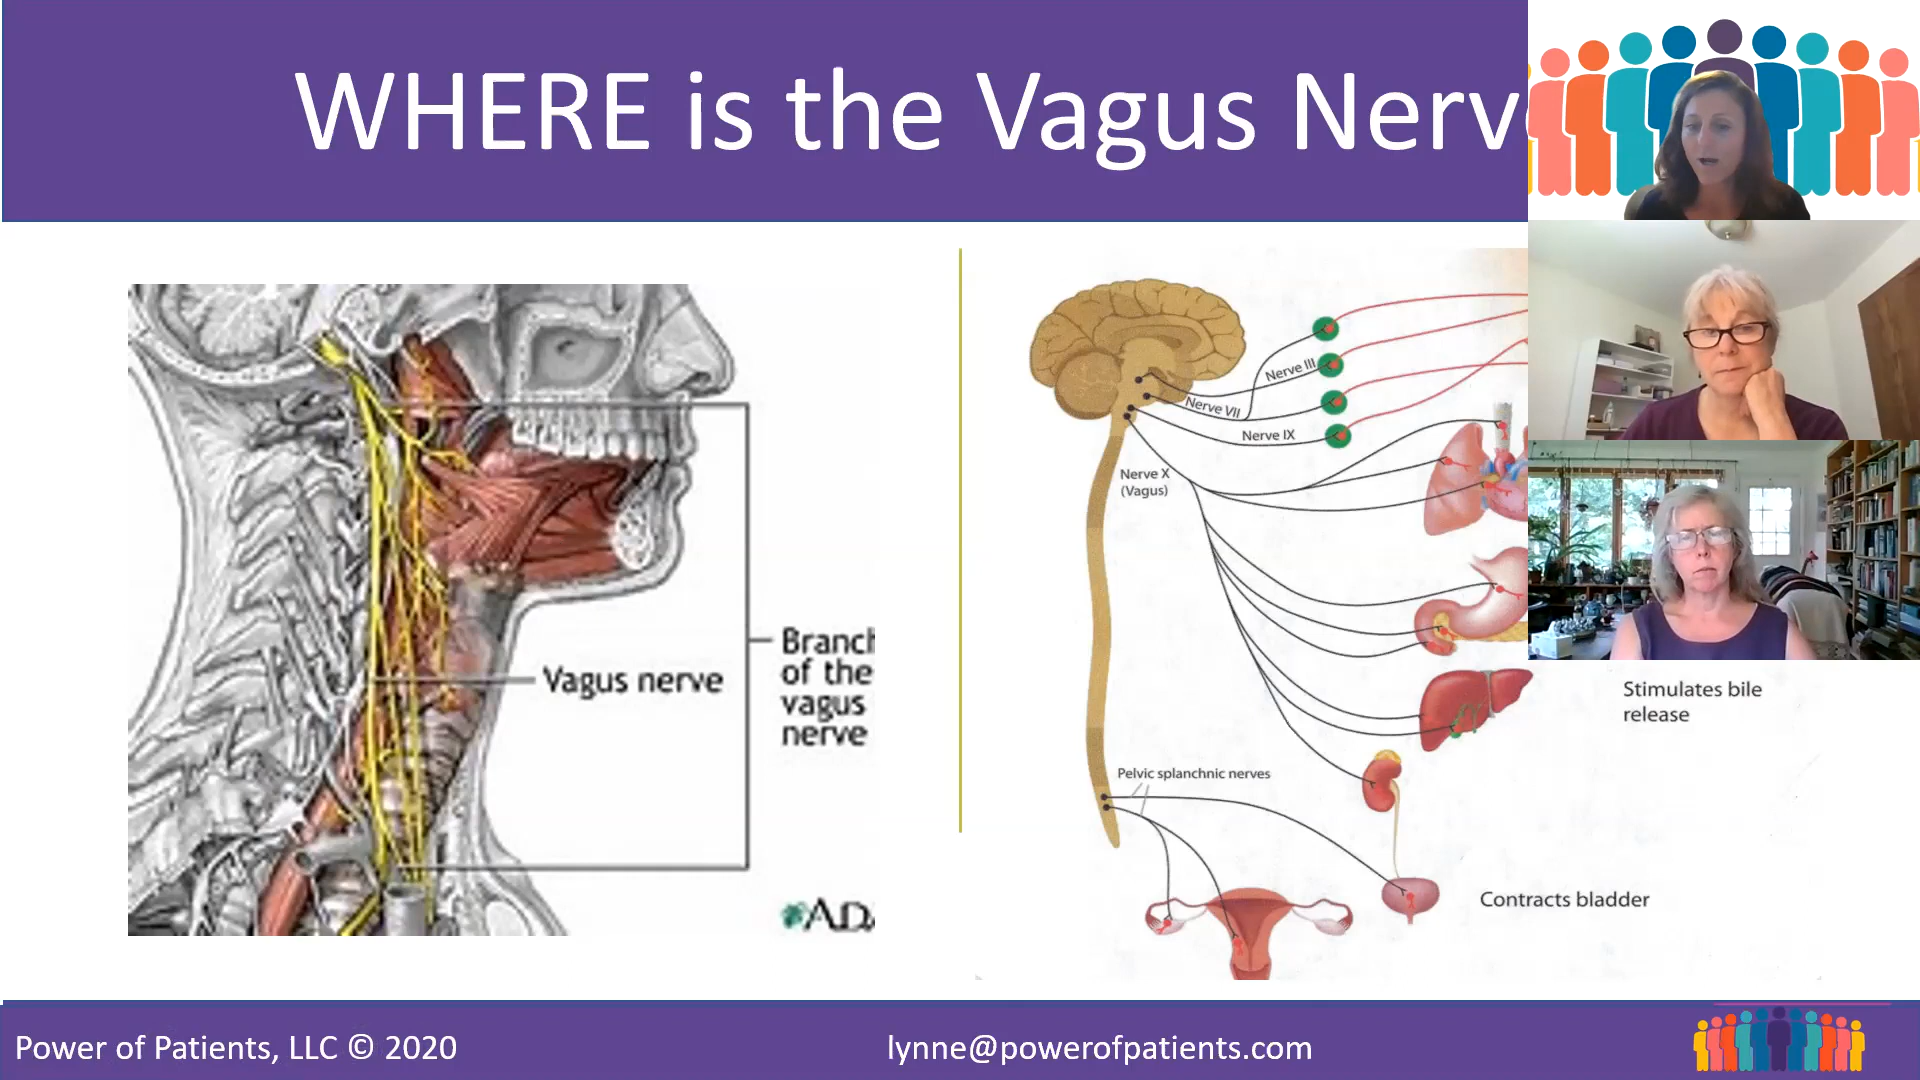 WHERE is the Vagus Nerv
Vagus nerve
Branch
of the
vagus
nerve
A.D.
Nerve III
Nerve VII
Nerve IX
Nerve X
(Vagus)
Stimulates bile
release
Pelvic splanchnic nerves
Contracts bladder
Power of Patients, LLC © 2020
lynne@powerofpatients.com